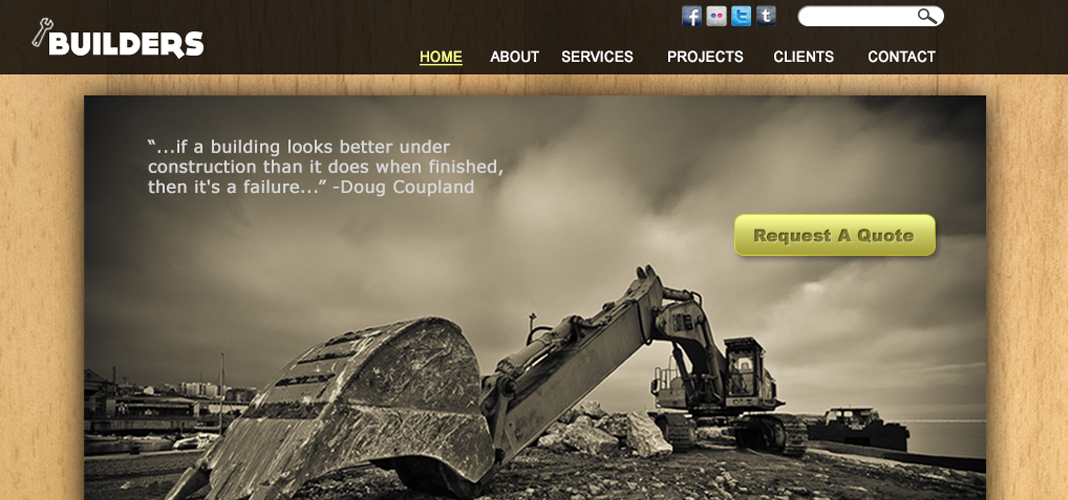 BUILDERS
HOME ABOUT SERVICES PROJECTS CLIENTS CONTACT
“...if a building looks better under
construction than it does when finished,
then it's a failure...” -Doug Coupland
Request A Quote